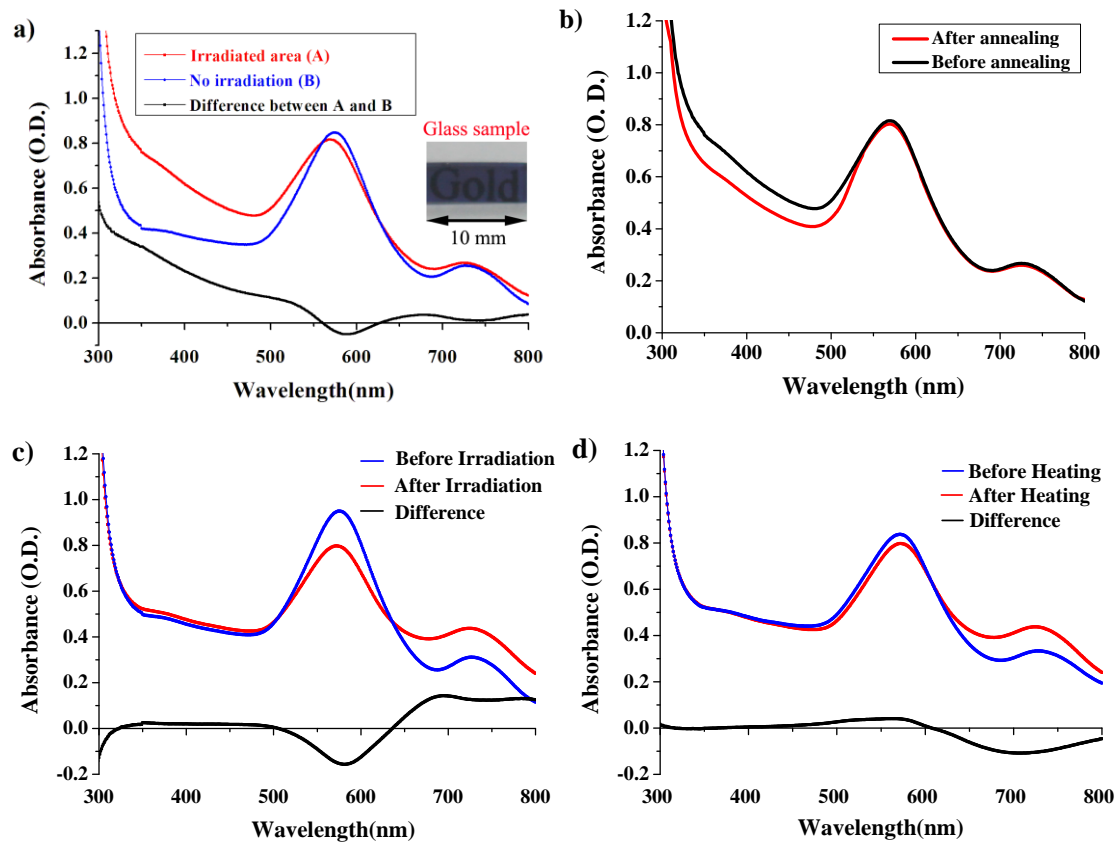 a)
Absorbance (O.D.)
1.2
1.0
0.8
0.6
0.4
0.2
0.0
Irradiated area (A)
No irradiation (B)
Difference between A and B
Glass sample
Gold
10 mm
300 400 500 600 700 800
Wavelength(nm)
b)
Absorbance (O. D.)
1.2
1.0
0.8
0.6
0.4
0.2
0.0
After annealing
Before annealing
300 400 500 600 700 800
Wavelength (nm)
c)
Absorbance (O.D.)
1.2
1.0
0.8
0.6
0.4
0.2
0.0
-0.2
Before Irradiation
After Irradiation
Difference
300 400 500 600 700 800
Wavelength(nm)
d)
Absorbance (O.D.)
1.2
1.0
0.8
0.6
0.4
0.2
0.0
-0.2
Before Heating
After Heating
Difference
300 400 500 600 700 800
Wavelength(nm)